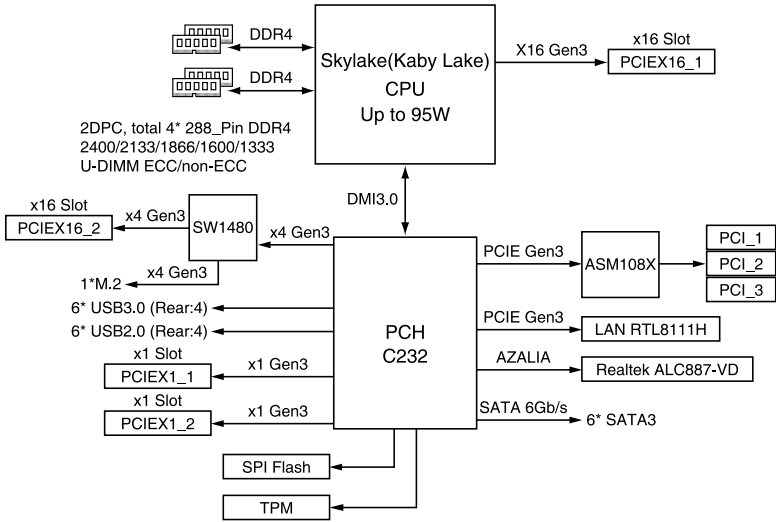 DDR4
DDR4
Skylake(Kaby Lake)
CPU
Up to 95W
X16 Gen3
x16 Slot
PCIEX16_1
2DPC, total 4* 288_Pin DDR4
2400/2133/1866/1600/1333
U-DIMM ECC/non-ECC
DMI3.0
x16 Slot
PCIEX16_2
x4 Gen3
SW1480
x4 Gen3
x4 Gen3
1*M.2
6* USB3.0 (Rear:4)
6* USB2.0 (Rear:4)
x1 Slot
PCIEX1_1
x1 Gen3
x1 Slot
PCIEX1_2
x1 Gen3
PCH
C232
PCIE Gen3
ASM108X
PCI_1
PCI_2
PCI_3
PCIE Gen3
LAN RTL8111H
AZALIA
Realtek ALC887-VD
SATA 6Gb/s
6* SATA3
SPI Flash
TPM